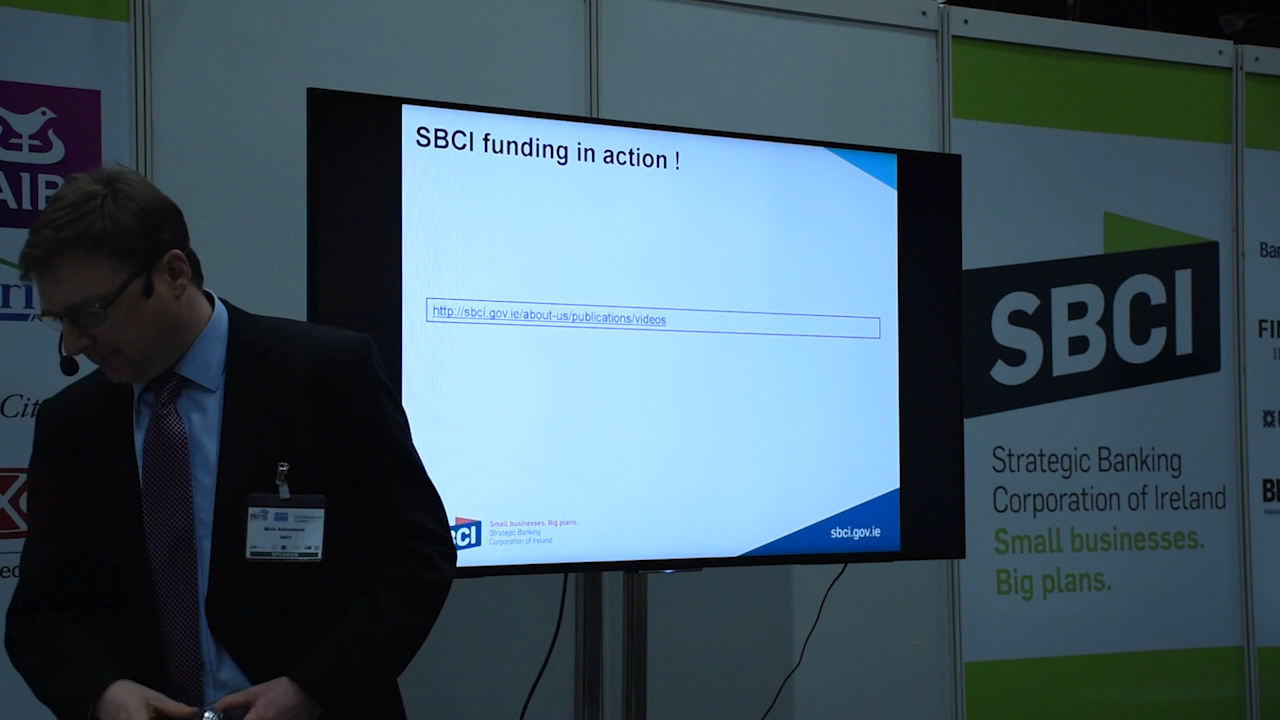 AIB
SBCI funding in action !
http://sbci.gov.ie/about-us/publications/videos
Small businesses. Big plans.
Strategic Banking
Corporation of Ireland
sbci.gov.ie
SBCI
Strategic Banking
Corporation of Ireland
Small businesses.
Big plans.